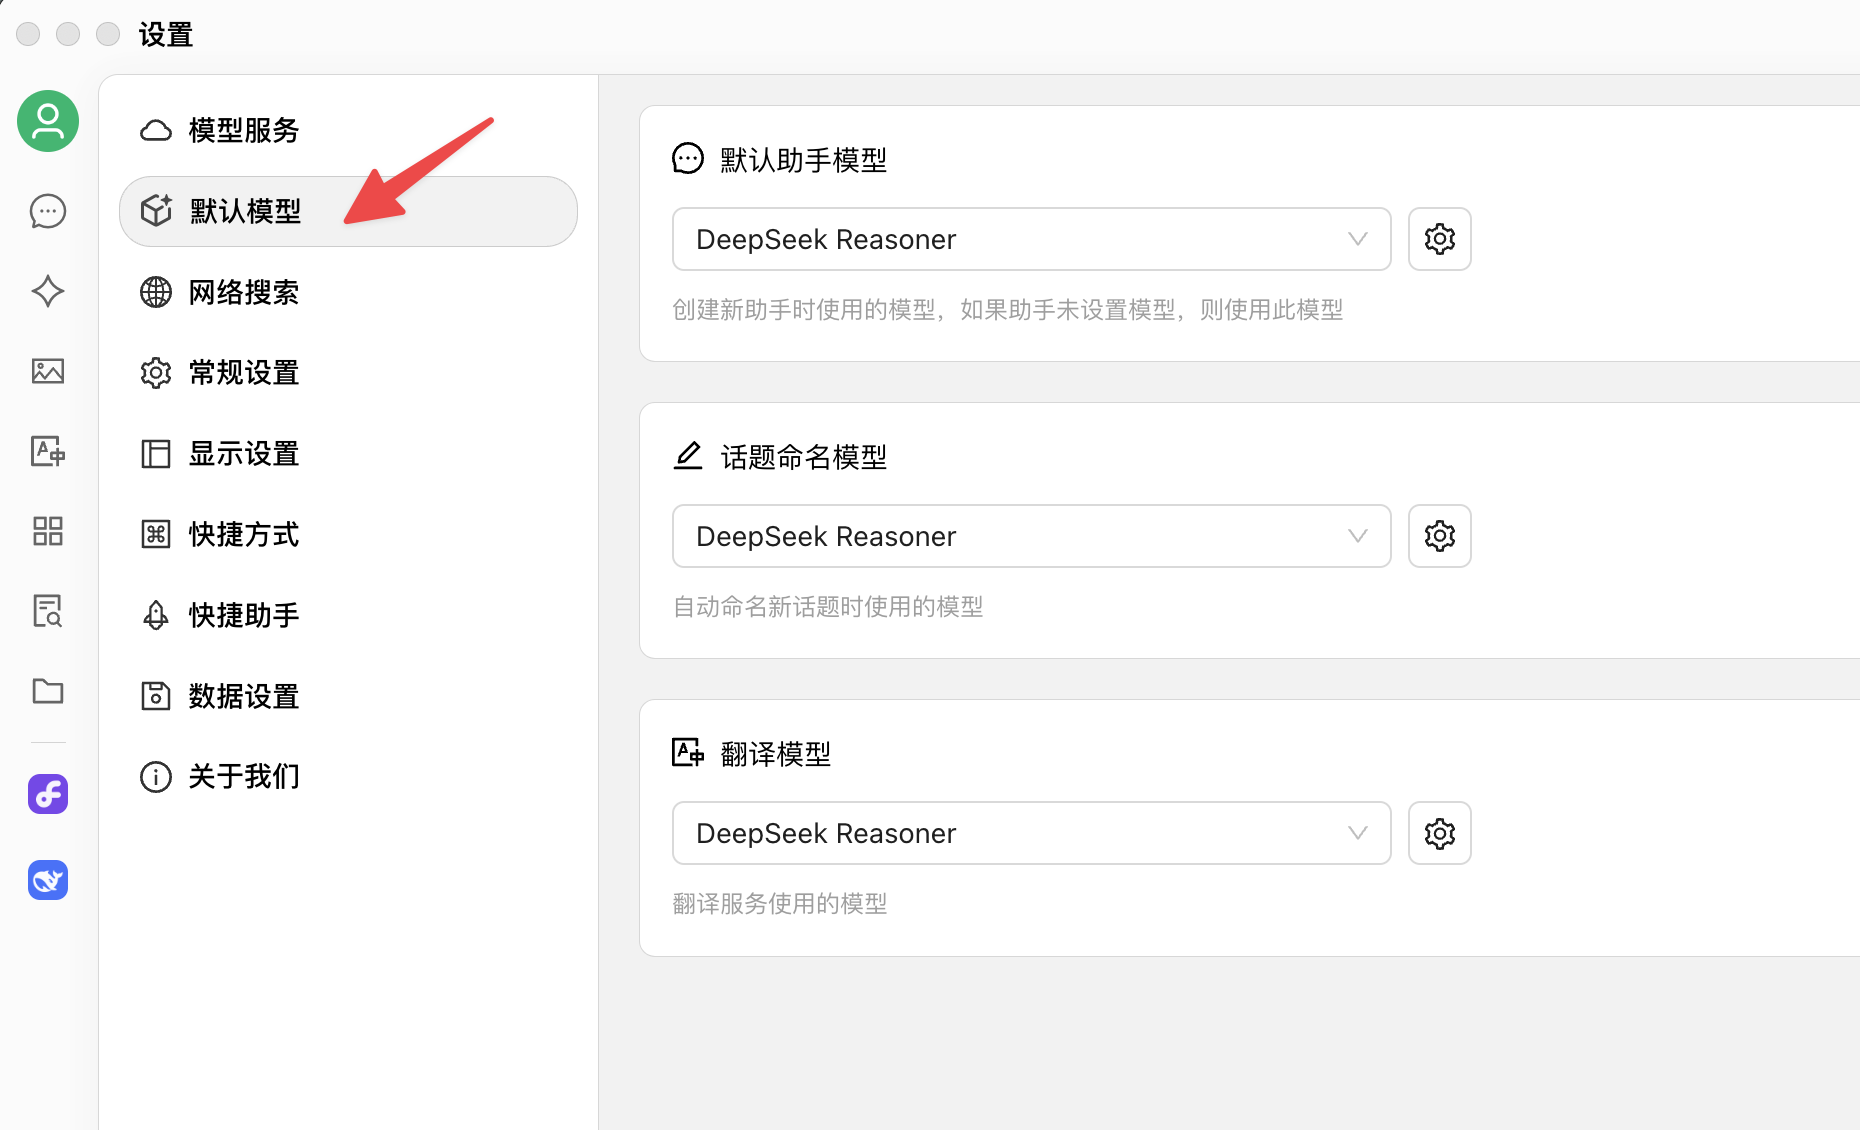 设置
模型服务
默认模型
网络搜索
常规设置
显示设置
快捷方式
快捷助手
数据设置
关于我们
默认助手模型
DeepSeek Reasoner
创建新助手时使用的模型，如果助手未设置模型，则使用此模型
话题命名模型
DeepSeek Reasoner
自动命名新话题时使用的模型
翻译模型
DeepSeek Reasoner
翻译服务使用的模型